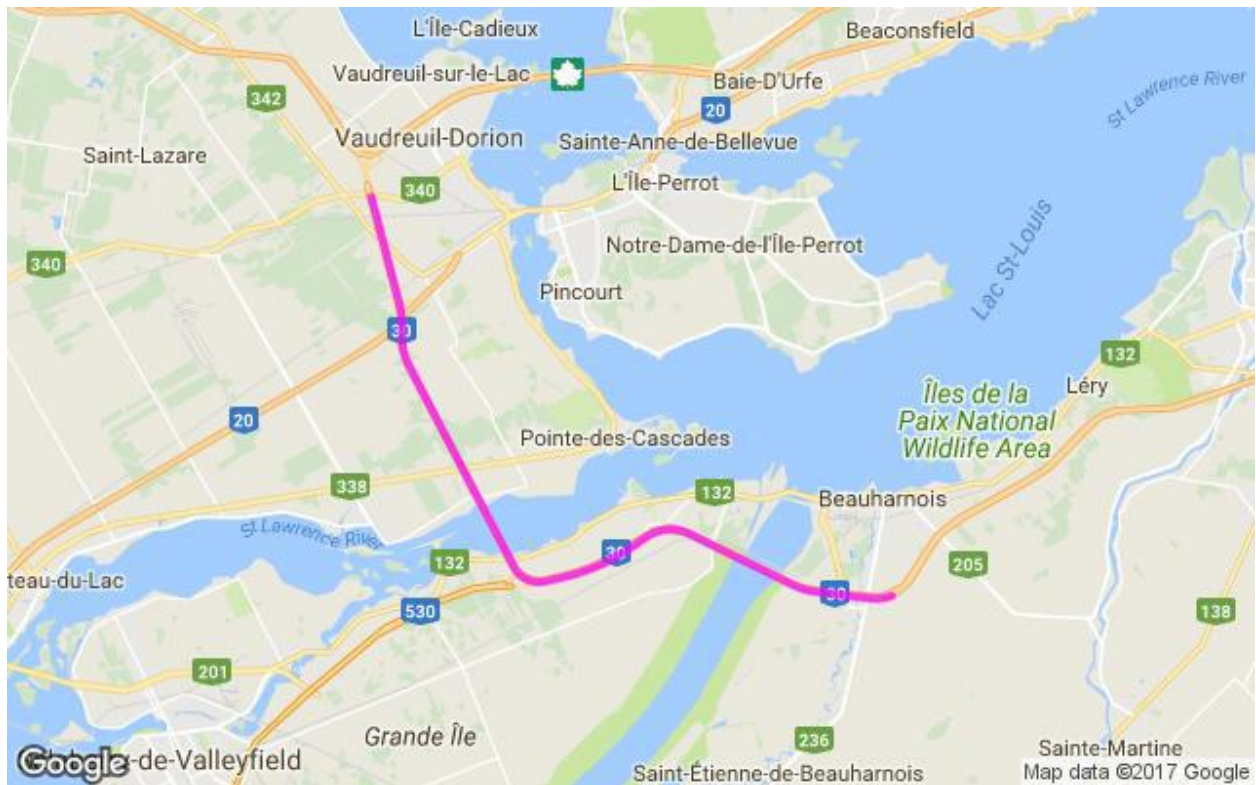 L'Île-Cadieux
Beaconsfield
Vaudreuil-sur-le-Lac
Baie-D'Urfe
342
20
St Lawrence River
Vaudreuil-Dorion
Sainte-Anne-de-Bellevue
Saint-Lazare
340
L'Île-Perrot
Notre-Dame-de-l'Île-Perrot
340
Pincourt
Lac St-Louis
30
132
Léry
Îles de la
Paix National
Wildlife Area
20
Pointe-des-Cascades
338
132
Beauharnois
St Lawrence River
132
30
205
teau-du-Lac
530
30
138
201
Grande Île
236
Sainte-Martine
Google
-de-Valleyfield
Saint-Étienne-de-Beauharnois
Map data ©2017 Google